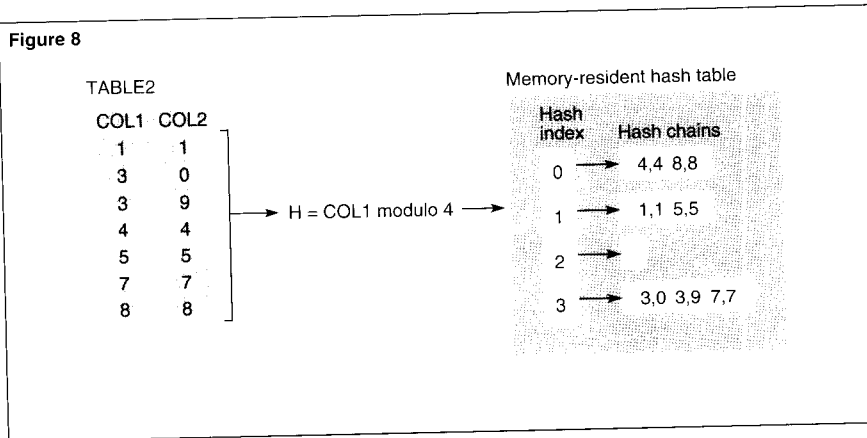 Figure 8
TABLE2
COL1 COL2
1 1
3 0
3 9
4 4
5 5
7 7
8 8
H = COL1 modulo 4
Memory-resident hash table
Hash index Hash chains
0 4,4 8,8
1 1,1 5,5
2
3 3,0 3,9 7,7